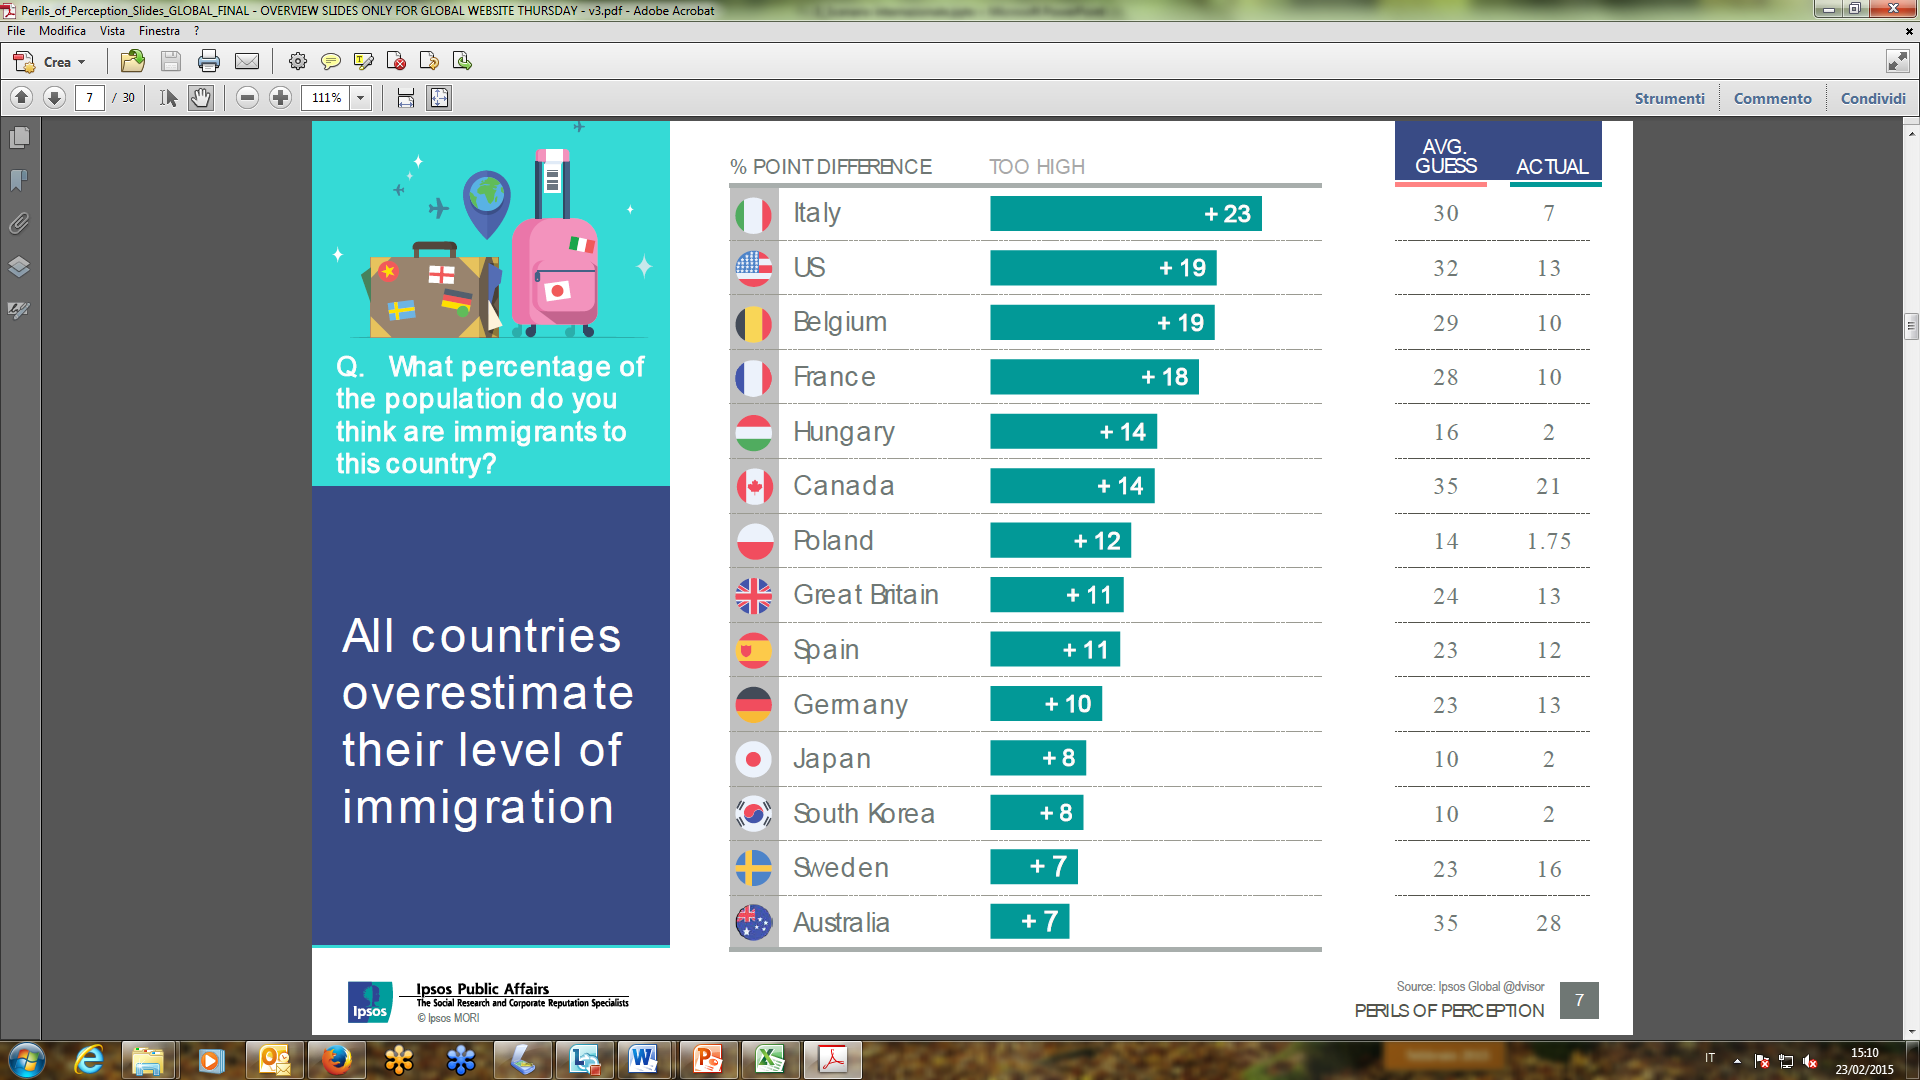 Perils_of_Perception_Slides_GLOBAL_FINAL - OVERVIEW SLIDES ONLY FOR GLOBAL WEBSITE THURSDAY - v3.pdf - Adobe Acrobat
File Modifica Vista Finestra ?
Crea
7 / 30 111% Strumenti Commento Condividi
Q. What percentage of
the population do you
think are immigrants to
this country?
All countries
overestimate
their level of
immigration
% POINT DIFFERENCE TOO HIGH AVG. GUESS ACTUAL
Italy + 23 30 7
US + 19 32 13
Belgium + 19 29 10
France + 18 28 10
Hungary + 14 16 2
Canada + 14 35 21
Poland + 12 14 1.75
Great Britain + 11 24 13
Spain + 11 23 12
Germany + 10 23 13
Japan + 8 10 2
South Korea + 8 10 2
Sweden + 7 23 16
Australia + 7 35 28
Ipsos
Ipsos Public Affairs
The Social Research and Corporate Reputation Specialists
© Ipsos MORI
Source: Ipsos Global @dvisor
PERILS OF PERCEPTION 7
IT 15:10
23/02/2015